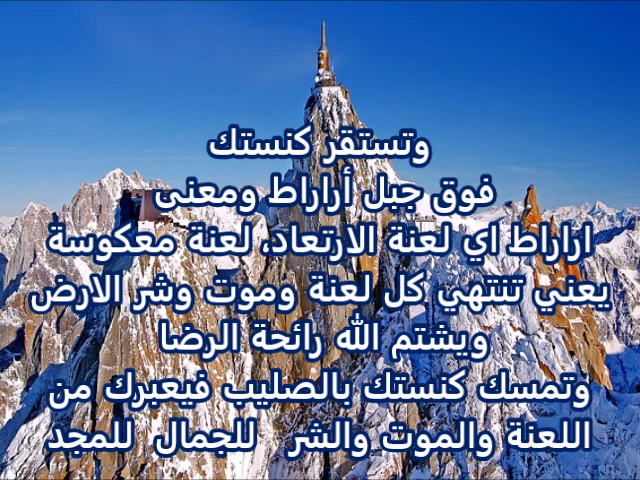 وتستقر كنستك
فوق جبل أراراط ومعنى
اراراط اي لعنة الارتعاد، لعنة معكوسة
يعني تنتهي كل لعنة وموت وشر الارض
ويشتم الله رائحة الرضا
وتمسك كنستك بالصليب فيعبرك من
اللعنة والموت والشر للجمال للمجد